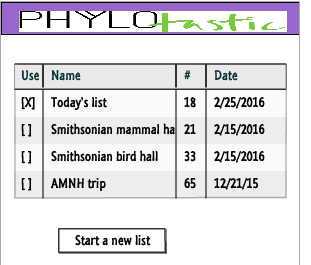 PHYLOtastic
Use Name # Date
[X] Today's list 18 2/25/2016
[ ] Smithsonian mammal ha 21 2/15/2016
[ ] Smithsonian bird hall 33 2/15/2016
[ ] AMNH trip 65 12/21/15
Start a new list